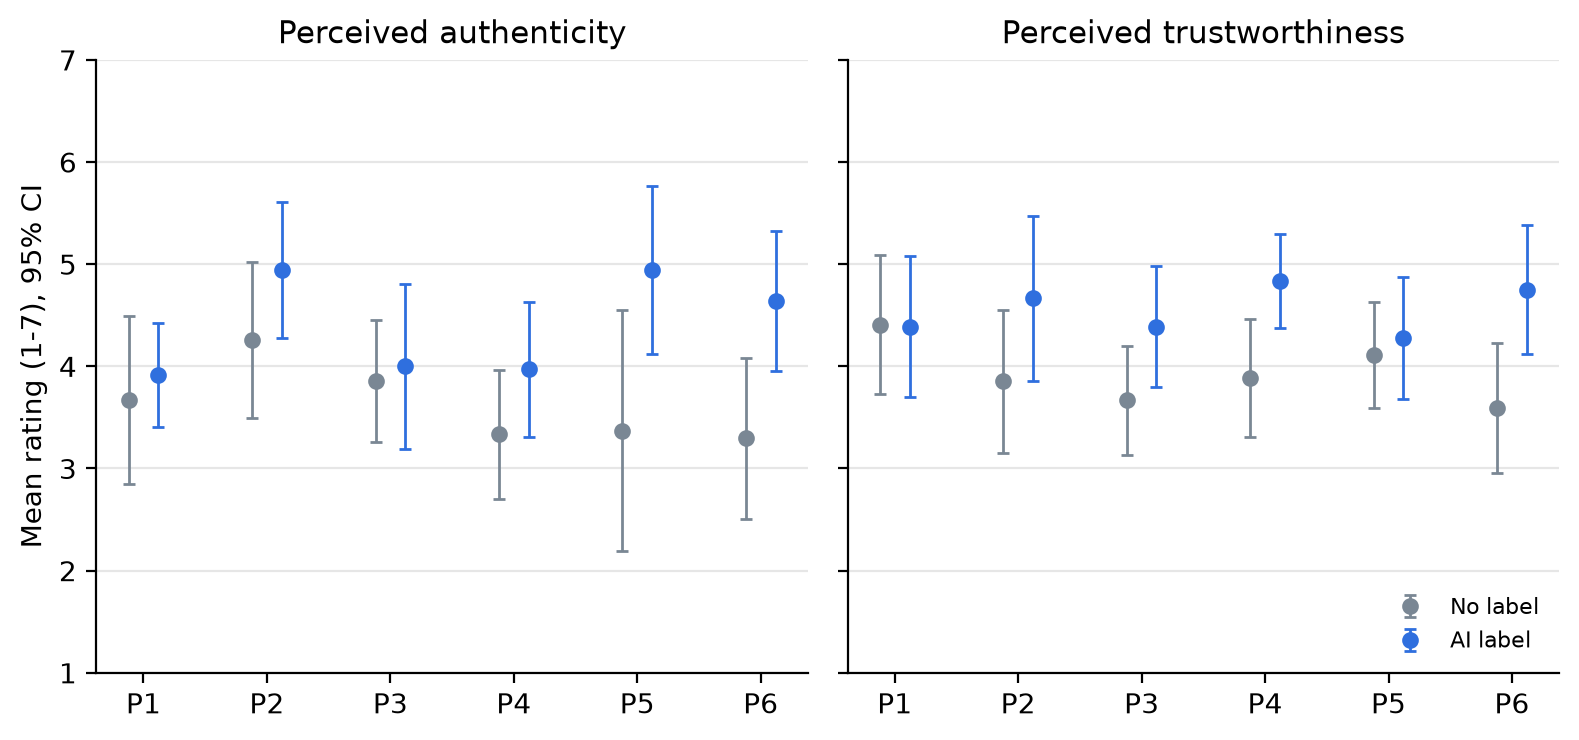 Perceived authenticity
Perceived trustworthiness
Mean rating (1-7), 95% CI
7
6
5
4
3
2
1
P1 P2 P3 P4 P5 P6
P1 P2 P3 P4 P5 P6
No label
AI label